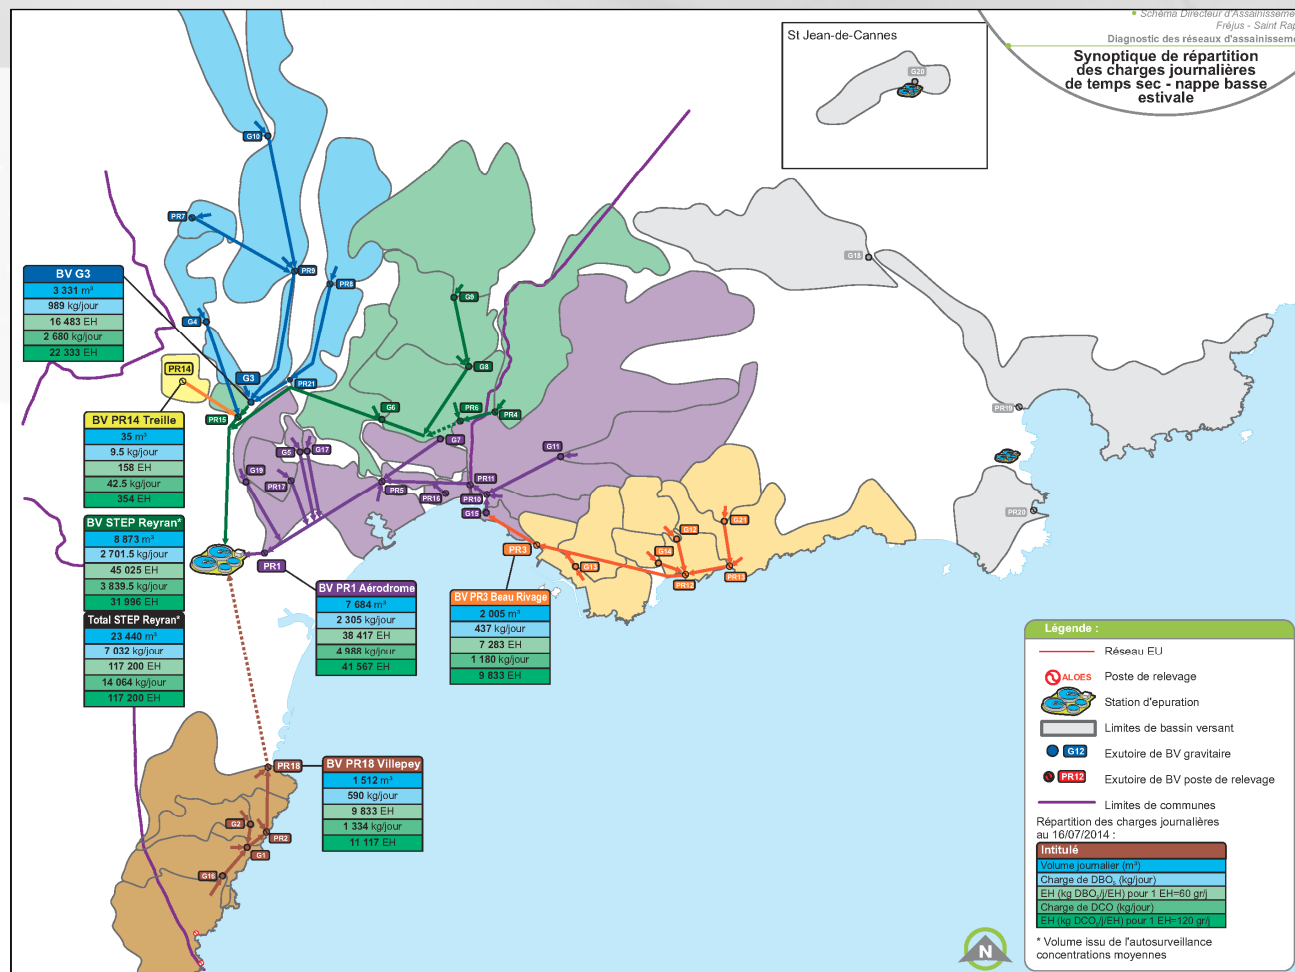 • Schéma Directeur d'Assainisseme
Fréjus - Saint Rap
Diagnostic des réseaux d'assainisseme
Synoptique de répartition
des charges journalières
de temps sec - nappe basse
estivale
St Jean-de-Cannes
G20
G10
PR7
PR9
PR8
G4
G9
G18
BV G3
3 331 m³
989 kg/jour
16 483 EH
2 680 kg/jour
22 333 EH
PR14
G3
PR21
G8
PR15
G6
PR6
PR4
PR19
G7
G5
G17
G11
G19
PR17
PR5
PR16
PR11
PR10
G15
PR20
BV PR14 Treille
35 m³
9.5 kg/jour
158 EH
42.5 kg/jour
354 EH
BV STEP Reyran*
8 873 m³
2 701.5 kg/jour
45 025 EH
3 839.5 kg/jour
31 996 EH
Total STEP Reyran*
23 440 m³
7 032 kg/jour
117 200 EH
14 064 kg/jour
117 200 EH
PR1
PR3
G13
G12
G21
G14
PR12
PR13
BV PR1 Aérodrome
7 684 m³
2 305 kg/jour
38 417 EH
4 988 kg/jour
41 567 EH
BV PR3 Beau Rivage
2 005 m³
437 kg/jour
7 283 EH
1 180 kg/jour
9 833 EH
PR18
BV PR18 Villepey
1 512 m³
590 kg/jour
9 833 EH
1 334 kg/jour
11 117 EH
G2
PR2
G1
G16
Légende :
Réseau EU
ALOES
Poste de relevage
Station d'epuration
Limites de bassin versant
G12
Exutoire de BV gravitaire
PR12
Exutoire de BV poste de relevage
Limites de communes
Répartition des charges journalières
au 16/07/2014 :
Intitulé
Volume journalier (m³)
Charge de DBO₅ (kg/jour)
EH (kg DBO₅/j/EH) pour 1 EH=60 gr/j
Charge de DCO (kg/jour)
EH (kg DCO₅/j/EH) pour 1 EH=120 gr/j
* Volume issu de l'autosurveillance
concentrations moyennes
N